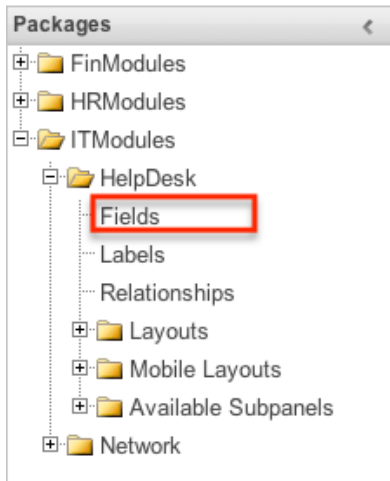 Packages
FinModules
HRModules
ITModules
HelpDesk
Fields
Labels
Relationships
Layouts
Mobile Layouts
Available Subpanels
Network